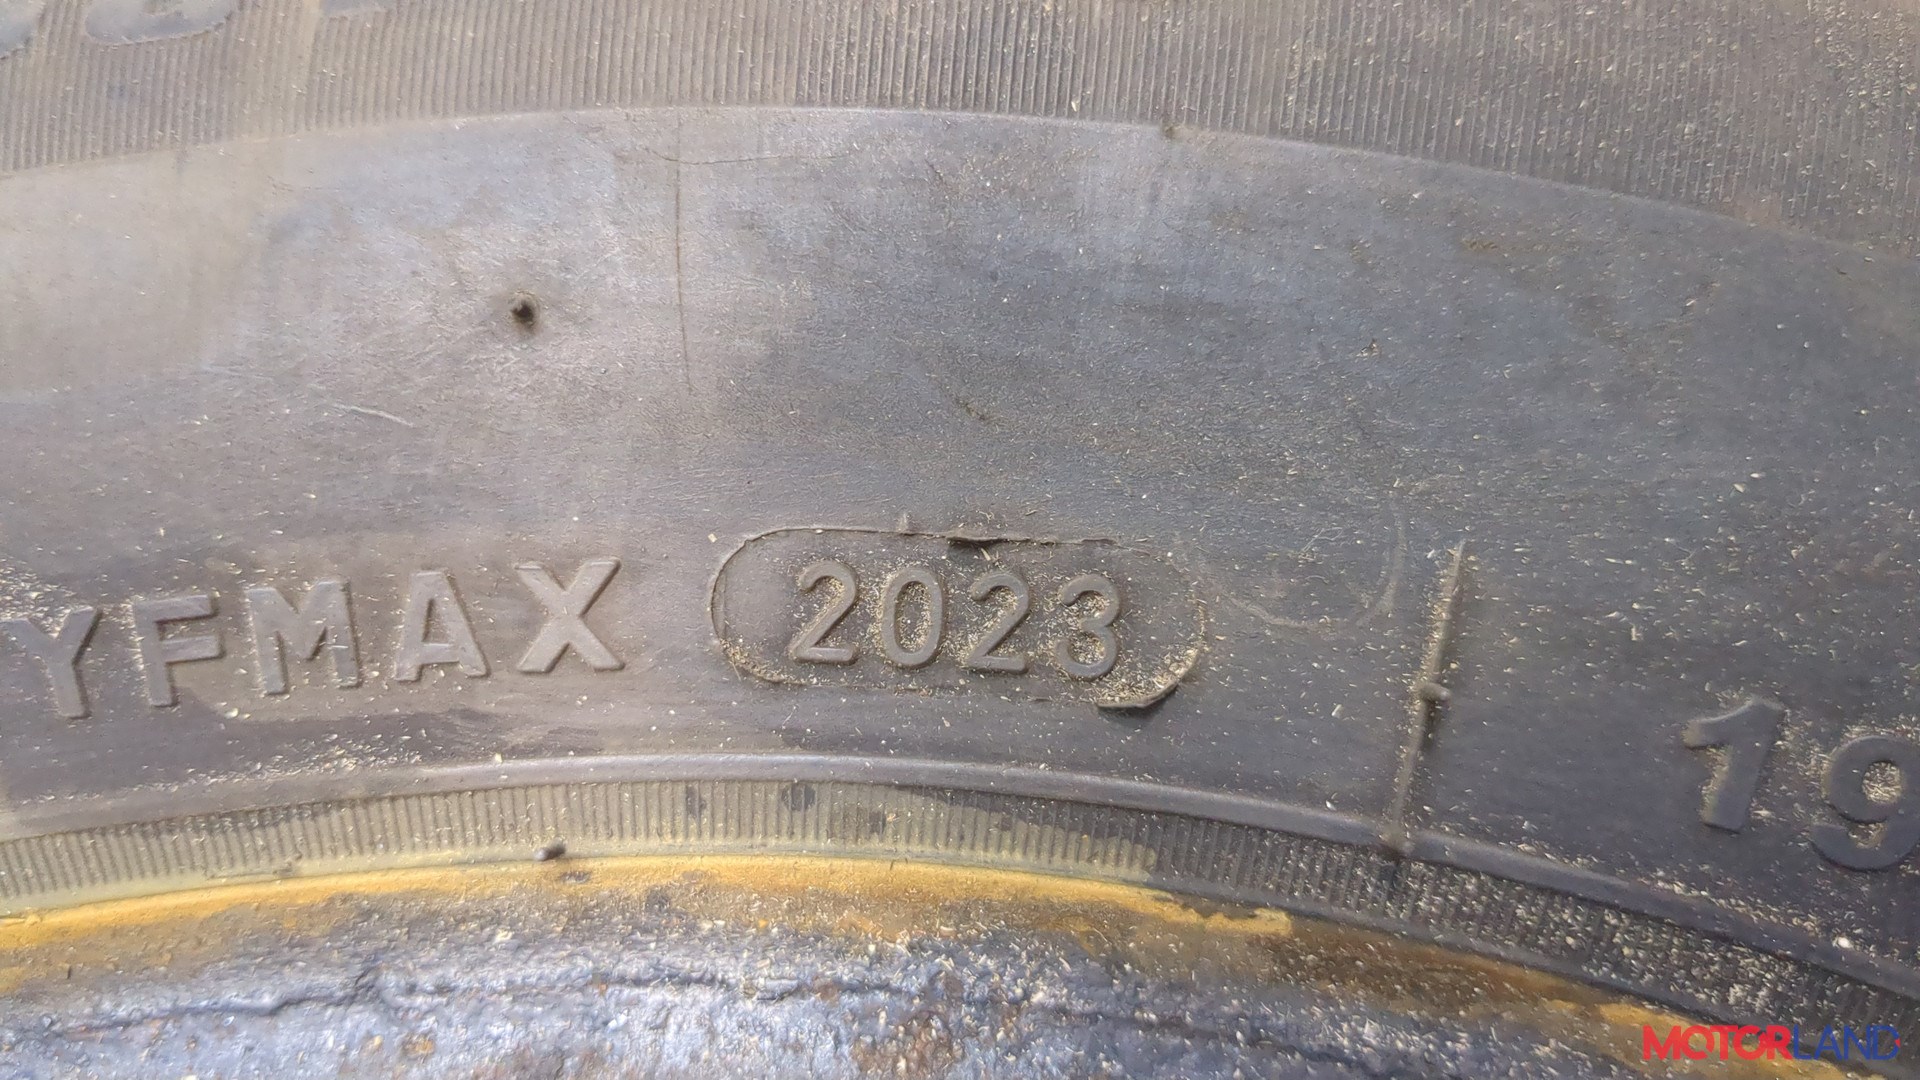 YFMAX 2023
19
MOTORLAND